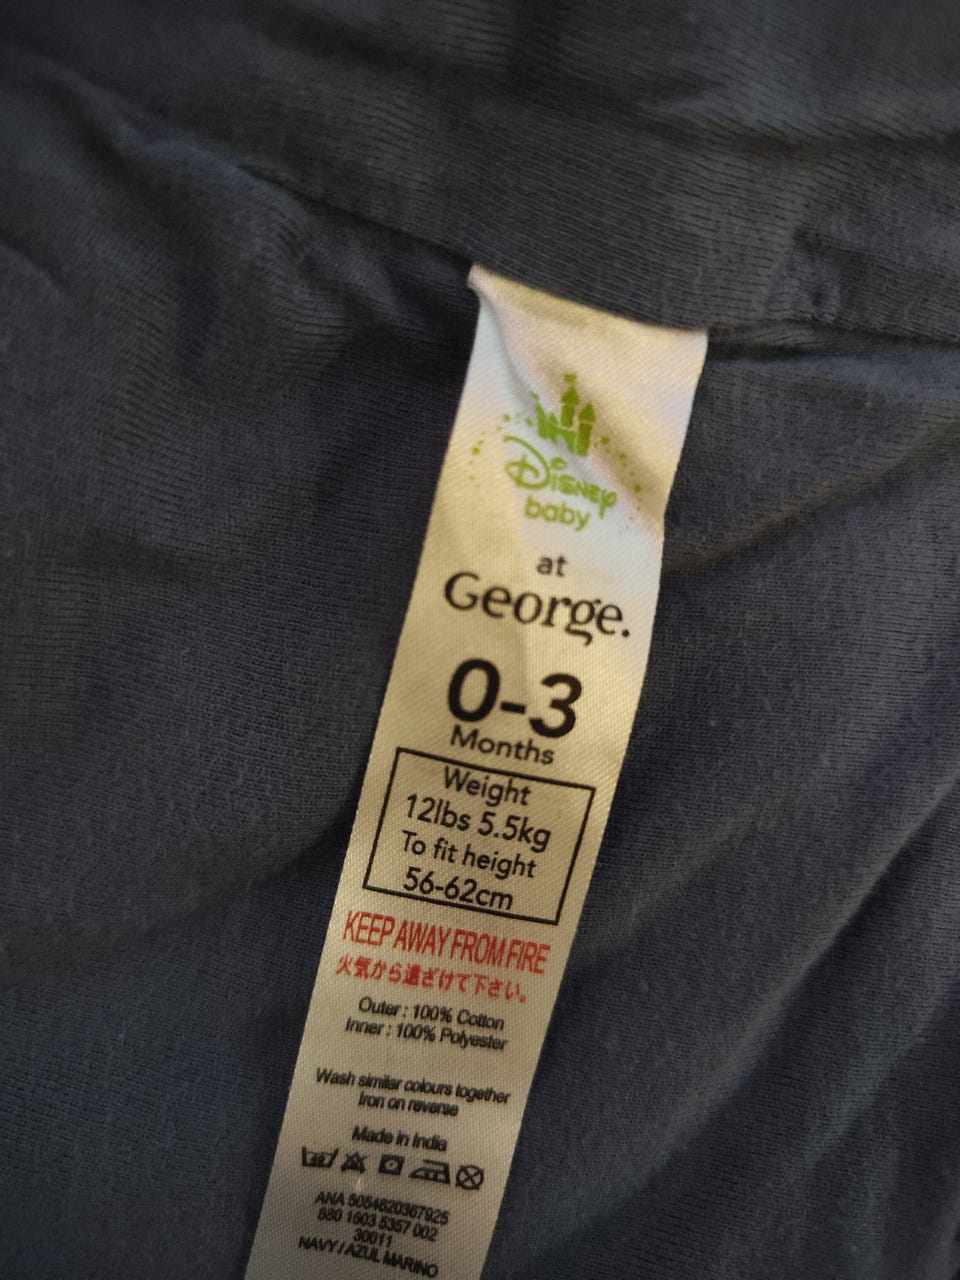 Disney
baby
at
George.
0-3
Months
Weight
12lbs 5.5kg
To fit height
56-62cm
KEEP AWAY FROM FIRE
火気から遠ざけて下さい。
Outer : 100% Cotton
Inner : 100% Polyester
Wash similar colours together
Iron on reverse
Made in India
ANA 5054620367925
880 1603 5357 002
30011
NAVY / AZUL MARINO